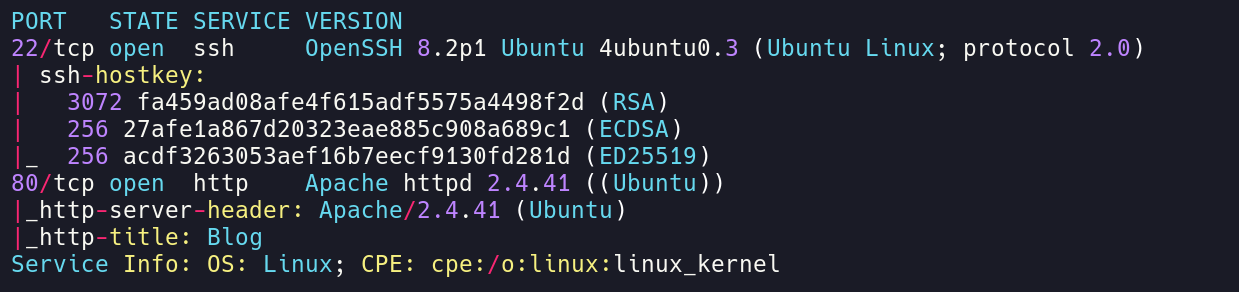 PORT   STATE SERVICE VERSION
22/tcp open  ssh     OpenSSH 8.2p1 Ubuntu 4ubuntu0.3 (Ubuntu Linux; protocol 2.0)
| ssh-hostkey:
|   3072 fa459ad08afe4f615adf5575a4498f2d (RSA)
|   256 27afe1a867d20323eae885c908a689c1 (ECDSA)
|_  256 acdf3263053aef16b7eecf9130fd281d (ED25519)
80/tcp open  http    Apache httpd 2.4.41 ((Ubuntu))
|_http-server-header: Apache/2.4.41 (Ubuntu)
|_http-title: Blog
Service Info: OS: Linux; CPE: cpe:/o:linux:linux_kernel